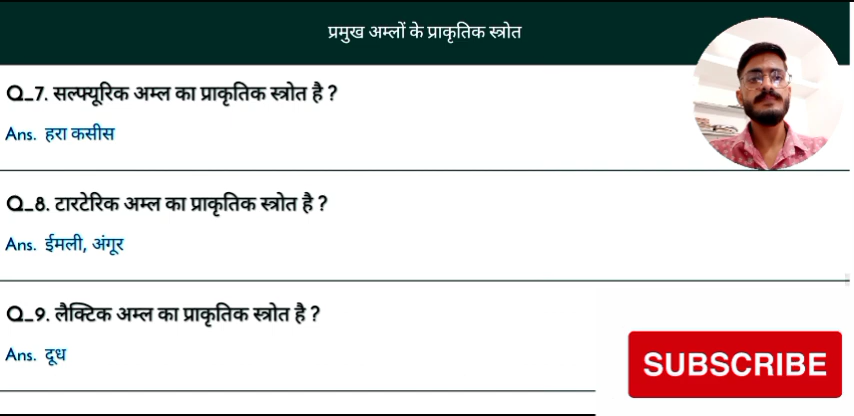 प्रमुख अम्लों के प्राकृतिक स्त्रोत
Q_7. सल्फ्यूरिक अम्ल का प्राकृतिक स्त्रोत है ?
Ans. हरा कसीस
Q_8. टारटेरिक अम्ल का प्राकृतिक स्त्रोत है ?
Ans. ईमली, अंगूर
Q_9. लैक्टिक अम्ल का प्राकृतिक स्त्रोत है ?
Ans. दूध
SUBSCRIBE